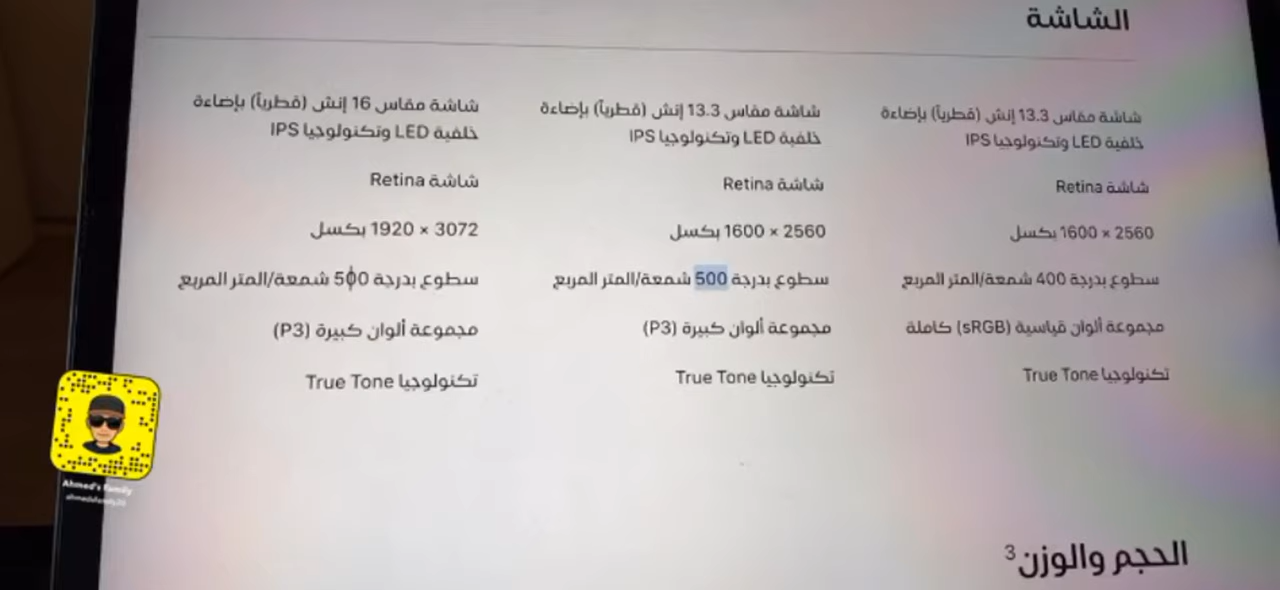 الشاشة
شاشة مقاس 13.3 إنش (قطرياً) بإضاءة
خلفية LED وتكنولوجيا IPS
شاشة Retina
2560 × 1600 بكسل
سطوع بدرجة 400 شمعة/المتر المربع
مجموعة ألوان قياسية (sRGB) كاملة
تكنولوجيا True Tone
شاشة مقاس 13.3 إنش (قطرياً) بإضاءة
خلفية LED وتكنولوجيا IPS
شاشة Retina
2560 × 1600 بكسل
سطوع بدرجة 500 شمعة/المتر المربع
مجموعة ألوان كبيرة (P3)
تكنولوجيا True Tone
شاشة مقاس 16 إنش (قطرياً) بإضاءة
خلفية LED وتكنولوجيا IPS
شاشة Retina
3072 × 1920 بكسل
سطوع بدرجة 500 شمعة/المتر المربع
مجموعة ألوان كبيرة (P3)
تكنولوجيا True Tone
Ahmed's family
الحجم والوزن3